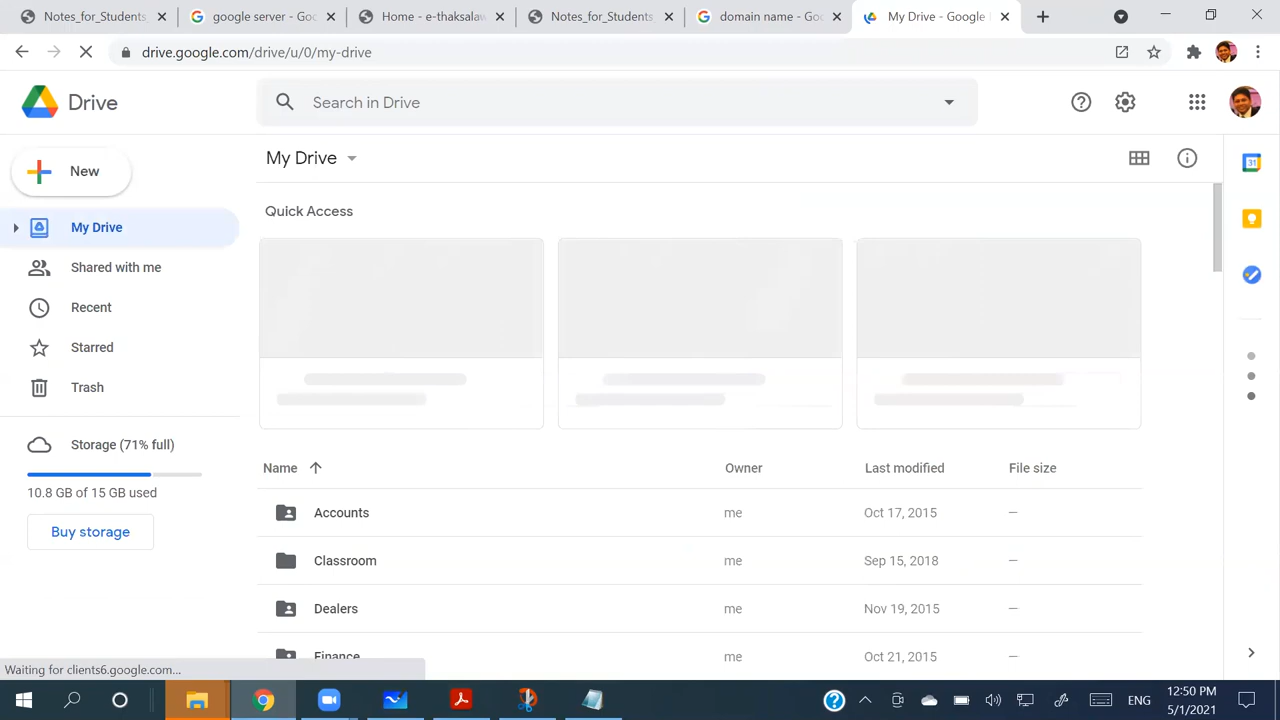 Notes_for_Students
google server - Goo
Home - e-thaksalaw
Notes_for_Students
domain name - Goo
My Drive - Google
drive.google.com/drive/u/0/my-drive
Drive
Search in Drive
New
My Drive
Shared with me
Recent
Starred
Trash
Storage (71% full)
10.8 GB of 15 GB used
Buy storage
My Drive
31
Quick Access
Name Owner Last modified File size
Accounts me Oct 17, 2015 —
Classroom me Sep 15, 2018 —
Dealers me Nov 19, 2015 —
Finance me Oct 21, 2015 —
Waiting for clients6.google.com...
ENG
12:50 PM
5/1/2021